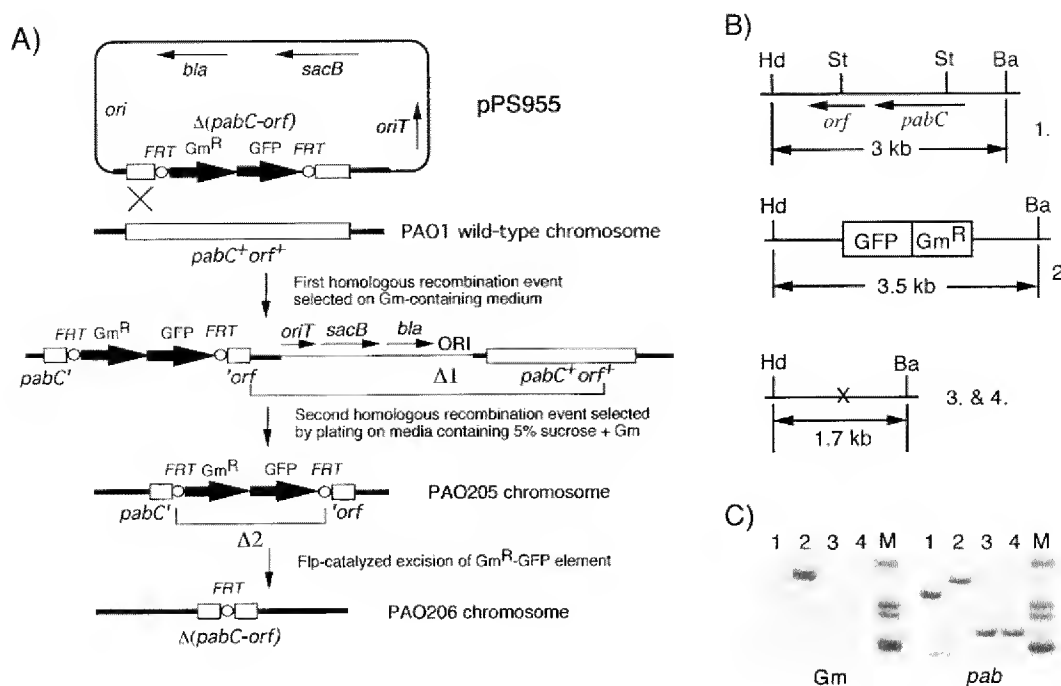 A)
bla
sacB
ori
pPS955
Δ(pabC-orf)
oriT
FRT GmR GFP FRT
PAO1 wild-type chromosome
pabC+orf+
First homologous recombination event
selected on Gm-containing medium
FRT GmR GFP FRT oriT sacB bla ORI
pabC' 'orf Δ1 pabC+orf+
Second homologous recombination event selected
by plating on media containing 5% sucrose + Gm
FRT GmR GFP FRT
PAO205 chromosome
pabC' 'orf
Δ2
Flp-catalyzed excision of GmR-GFP element
FRT
PAO206 chromosome
Δ(pabC-orf)
B)
Hd St St Ba
orf pabC
1.
3 kb
Hd Ba
GFP GmR
2
3.5 kb
Hd Ba
X 3. & 4.
1.7 kb
C)
1 2 3 4 M 1 2 3 4 M
Gm pab